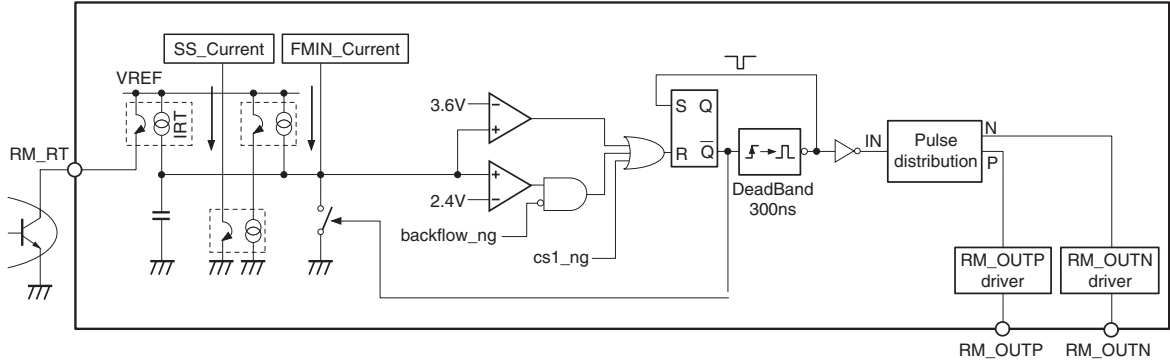 SS_Current
FMIN_Current
VREF
IRT
RM_RT
3.6V
−
+
+
−
2.4V
backflow_ng
cs1_ng
S Q
R Q̅
DeadBand
300ns
IN
Pulse
distribution
N
P
RM_OUTP
driver
RM_OUTN
driver
RM_OUTP
RM_OUTN